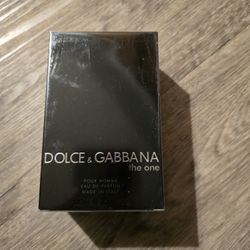 DOLCE & GABBANA
the one
POUR HOMME
EAU DE PARFUM
MADE IN ITALY